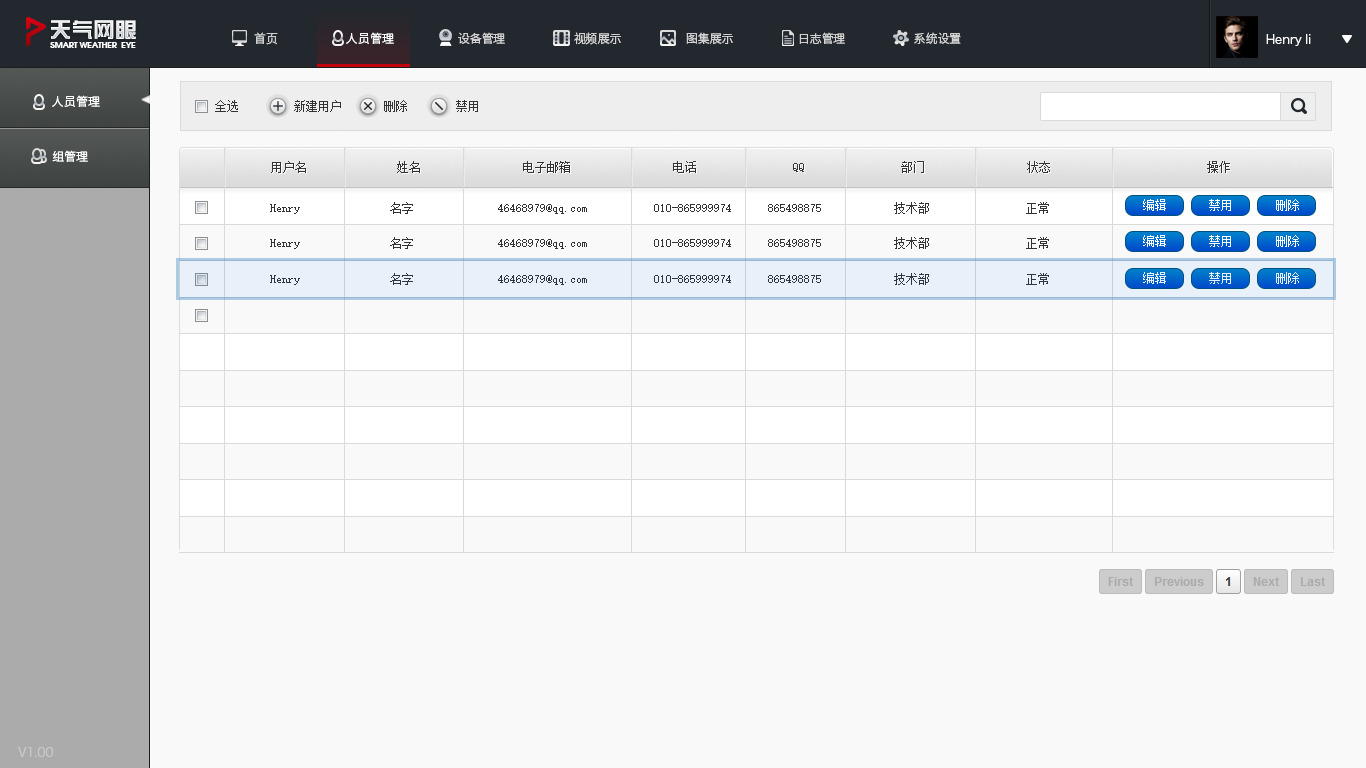 天气网眼
SMART WEATHER EYE
首页 人员管理 设备管理 视频展示 图集展示 日志管理 系统设置 Henry li
人员管理
组管理
全选 新建用户 删除 禁用
用户名 姓名 电子邮箱 电话 QQ 部门 状态 操作
Henry 名字 46468979@qq.com 010-865999974 865498875 技术部 正常 编辑 禁用 删除
Henry 名字 46468979@qq.com 010-865999974 865498875 技术部 正常 编辑 禁用 删除
Henry 名字 46468979@qq.com 010-865999974 865498875 技术部 正常 编辑 禁用 删除
First Previous 1 Next Last
V1.00